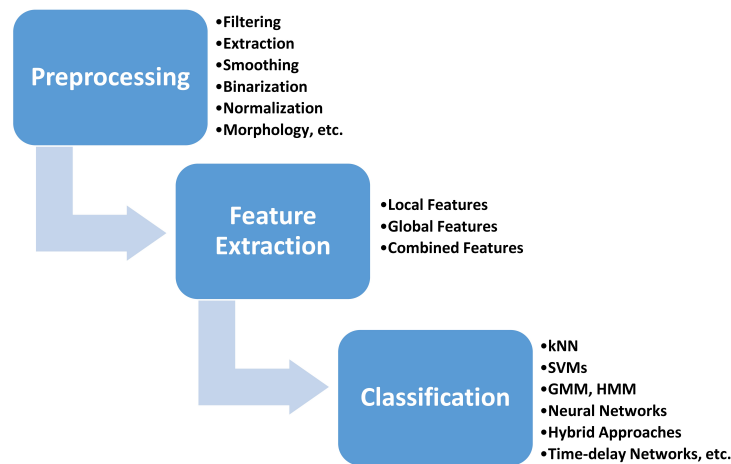 Preprocessing
•Filtering
•Extraction
•Smoothing
•Binarization
•Normalization
•Morphology, etc.
Feature
Extraction
•Local Features
•Global Features
•Combined Features
Classification
•kNN
•SVMs
•GMM, HMM
•Neural Networks
•Hybrid Approaches
•Time-delay Networks, etc.